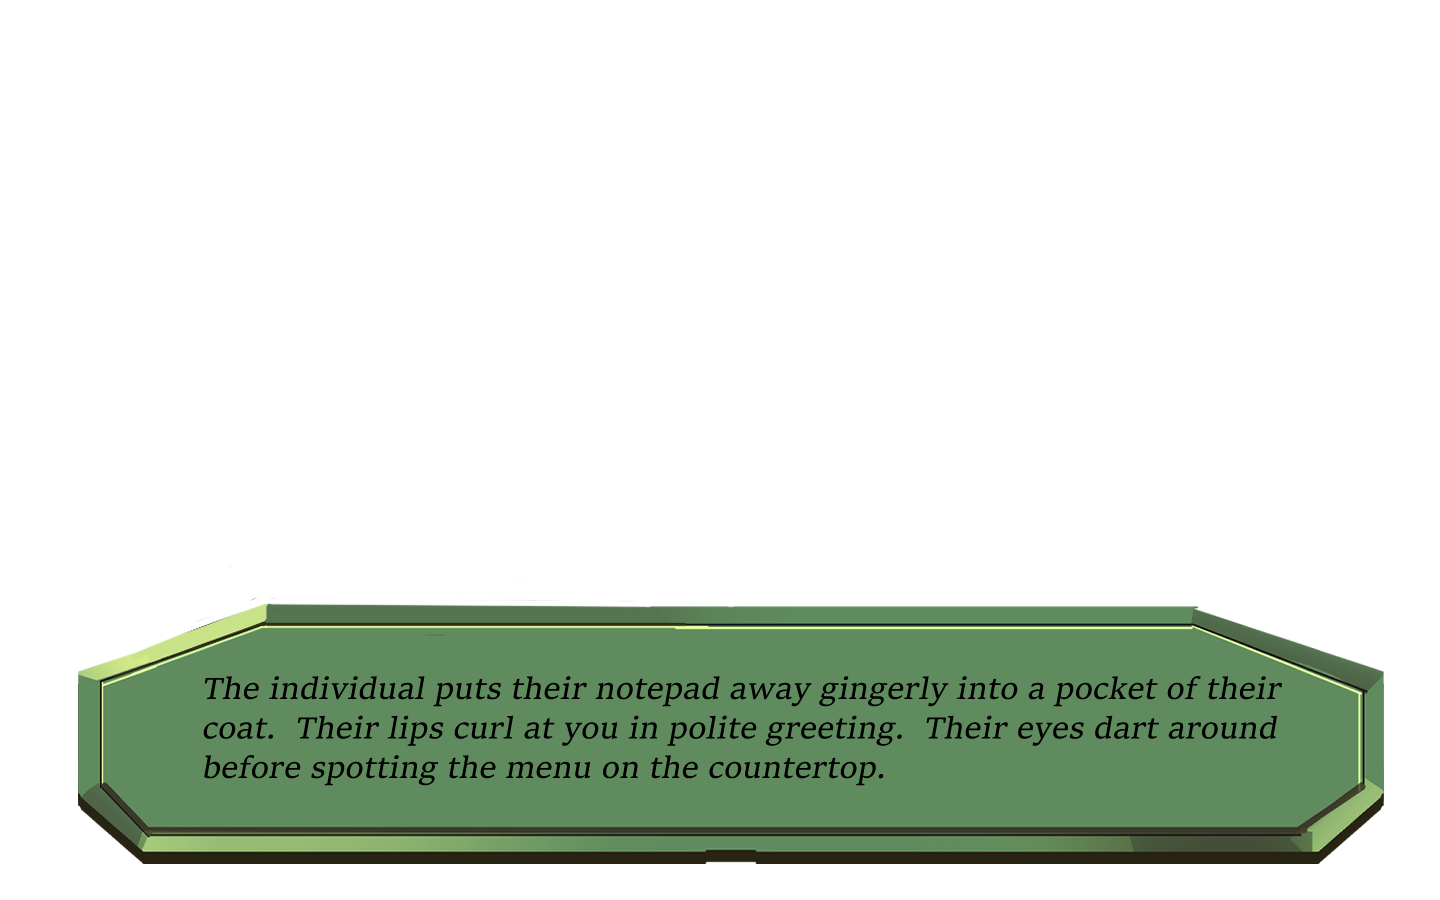 The individual puts their notepad away gingerly into a pocket of their
coat.  Their lips curl at you in polite greeting.  Their eyes dart around
before spotting the menu on the countertop.